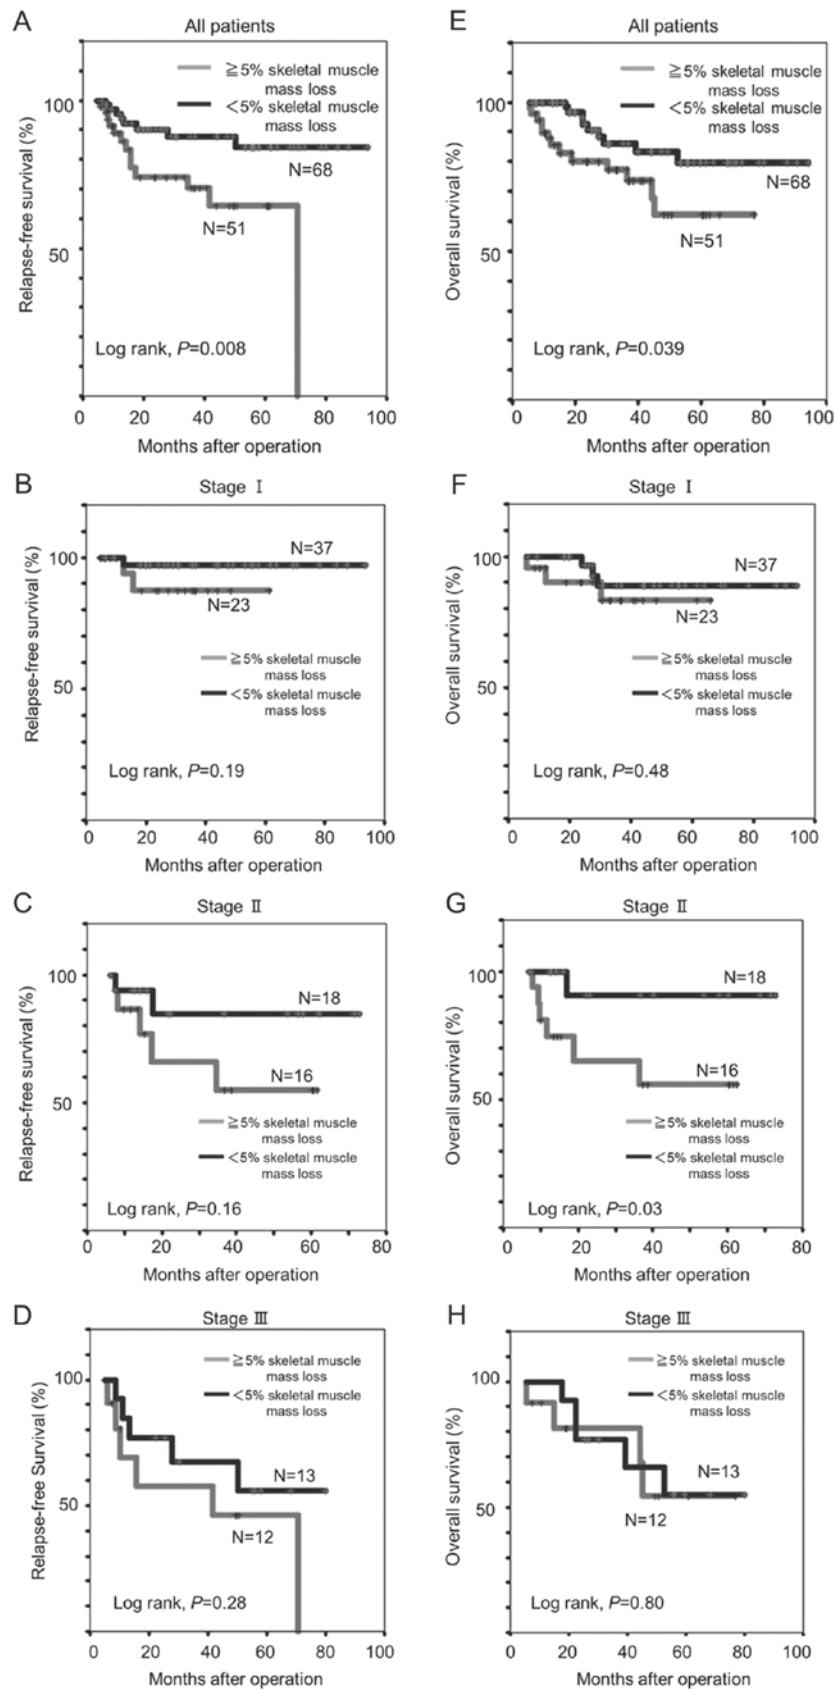 A
All patients
≧5% skeletal muscle
mass loss
<5% skeletal muscle
mass loss
100
50
N=68
N=51
Log rank, P=0.008
Relapse-free survival (%)
0 20 40 60 80 100
Months after operation
E
All patients
≧5% skeletal muscle
mass loss
<5% skeletal muscle
mass loss
100
50
N=68
N=51
Log rank, P=0.039
Overall survival (%)
0 20 40 60 80 100
Months after operation
B
Stage Ⅰ
100
50
N=37
N=23
≧5% skeletal muscle
mass loss
<5% skeletal muscle
mass loss
Log rank, P=0.19
Relapse-free survival (%)
0 20 40 60 80 100
Months after operation
F
Stage Ⅰ
100
50
N=37
N=23
≧5% skeletal muscle
mass loss
<5% skeletal muscle
mass loss
Log rank, P=0.48
Overall survival (%)
0 20 40 60 80 100
Months after operation
C
Stage Ⅱ
100
50
N=18
N=16
≧5% skeletal muscle
mass loss
<5% skeletal muscle
mass loss
Log rank, P=0.16
Relapse-free survival (%)
0 20 40 60 80
Months after operation
G
Stage Ⅱ
100
50
N=18
N=16
≧5% skeletal muscle
mass loss
<5% skeletal muscle
mass loss
Log rank, P=0.03
Overall survival (%)
0 20 40 60 80
Months after operation
D
Stage Ⅲ
≧5% skeletal muscle
mass loss
<5% skeletal muscle
mass loss
100
50
N=13
N=12
Log rank, P=0.28
Relapse-free Survival (%)
0 20 40 60 80 100
Months after operation
H
Stage Ⅲ
≧5% skeletal muscle
mass loss
<5% skeletal muscle
mass loss
100
50
N=13
N=12
Log rank, P=0.80
Overall survival (%)
0 20 40 60 80 100
Months after operation